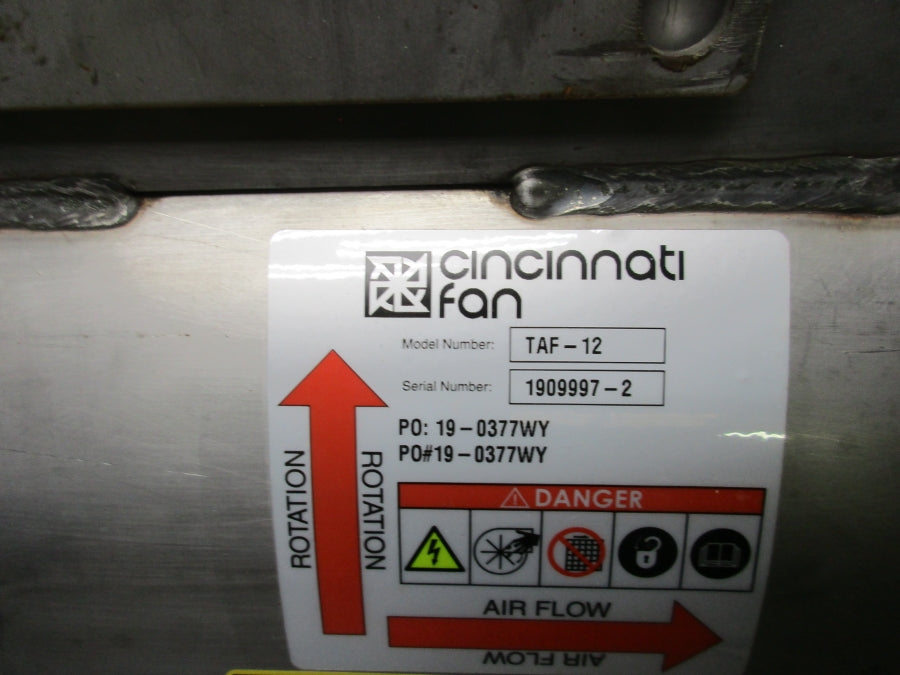 cincinnati
fan
Model Number: TAF-12
Serial Number: 1909997-2
PO: 19-0377WY
PO#19-0377WY
ROTATION
ROTATION
DANGER
AIR FLOW
AIR FLOW